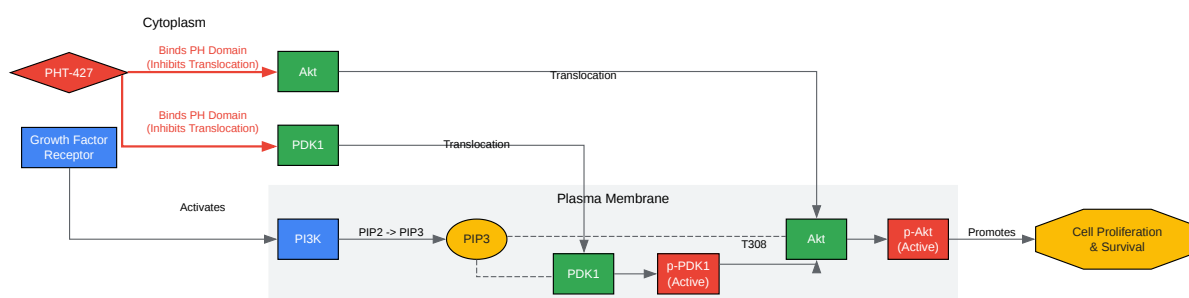 Cytoplasm
Binds PH Domain
(Inhibits Translocation)
PHT-427
Akt
Translocation
Binds PH Domain
(Inhibits Translocation)
Growth Factor
Receptor
PDK1
Translocation
Plasma Membrane
Activates
PI3K
PIP2 -> PIP3
PIP3
T308
Akt
p-Akt
(Active)
Promotes
Cell Proliferation
& Survival
PDK1
p-PDK1
(Active)